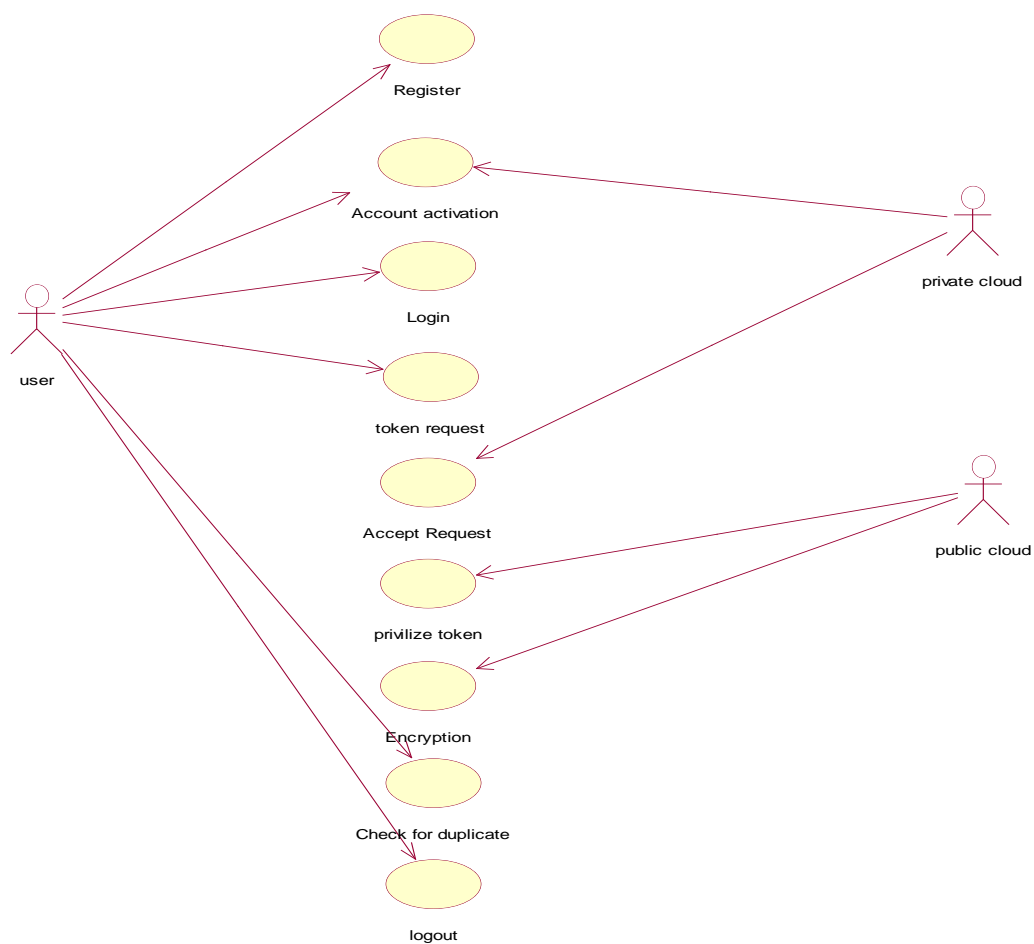 Register
Account activation
private cloud
Login
user
token request
Accept Request
public cloud
privilize token
Encryption
Check for duplicate
logout